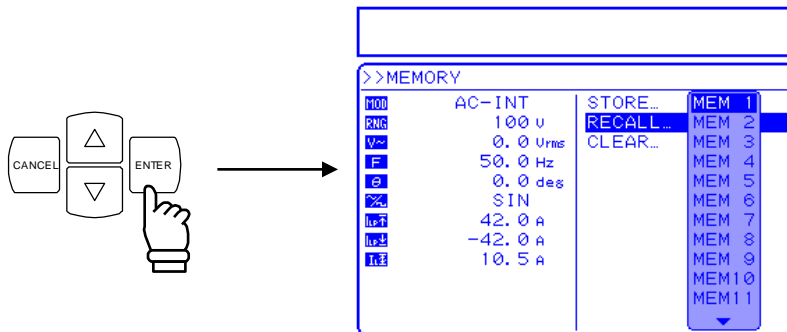 CANCEL
ENTER
>>MEMORY
MOD AC-INT STORE… MEM 1
RNG 100 V RECALL… MEM 2
V~ 0.0 Vrms CLEAR… MEM 3
F 50.0 Hz MEM 4
θ 0.0 deg MEM 5
SIN MEM 6
42.0 A MEM 7
-42.0 A MEM 8
10.5 A MEM 9
MEM10
MEM11